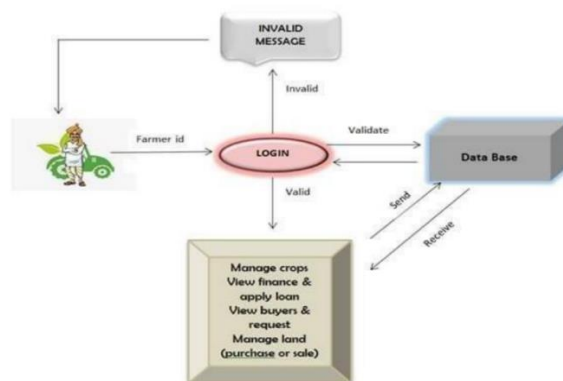 INVALID
MESSAGE
Invalid
Farmer id
LOGIN
Validate
Data Base
Valid
Send
Receive
Manage crops
View finance &
apply loan
View buyers &
request
Manage land
(purchase or sale)